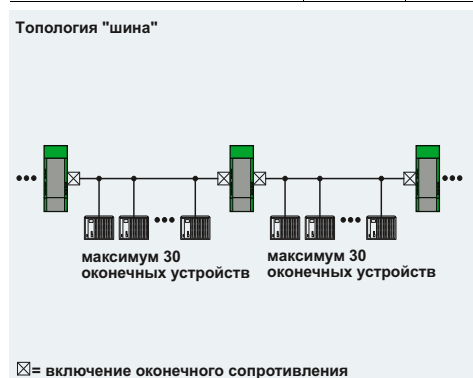 Топология "шина"
максимум 30
оконечных устройств
максимум 30
оконечных устройств
= включение оконечного сопротивления